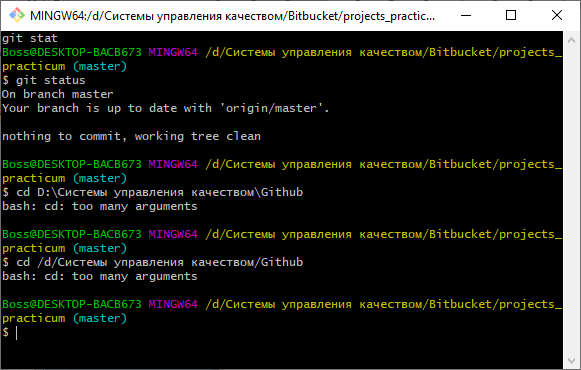 MINGW64:/d/Системы управления качеством/Bitbucket/projects_practic...
git stat
Boss@DESKTOP-BACB673 MINGW64 /d/Системы управления качеством/Bitbucket/projects_
practicum (master)
$ git status
On branch master
Your branch is up to date with 'origin/master'.
nothing to commit, working tree clean
Boss@DESKTOP-BACB673 MINGW64 /d/Системы управления качеством/Bitbucket/projects_
practicum (master)
$ cd D:\Системы управления качеством\Github
bash: cd: too many arguments
Boss@DESKTOP-BACB673 MINGW64 /d/Системы управления качеством/Bitbucket/projects_
practicum (master)
$ cd /d/Системы управления качеством/Github
bash: cd: too many arguments
Boss@DESKTOP-BACB673 MINGW64 /d/Системы управления качеством/Bitbucket/projects_
practicum (master)
$